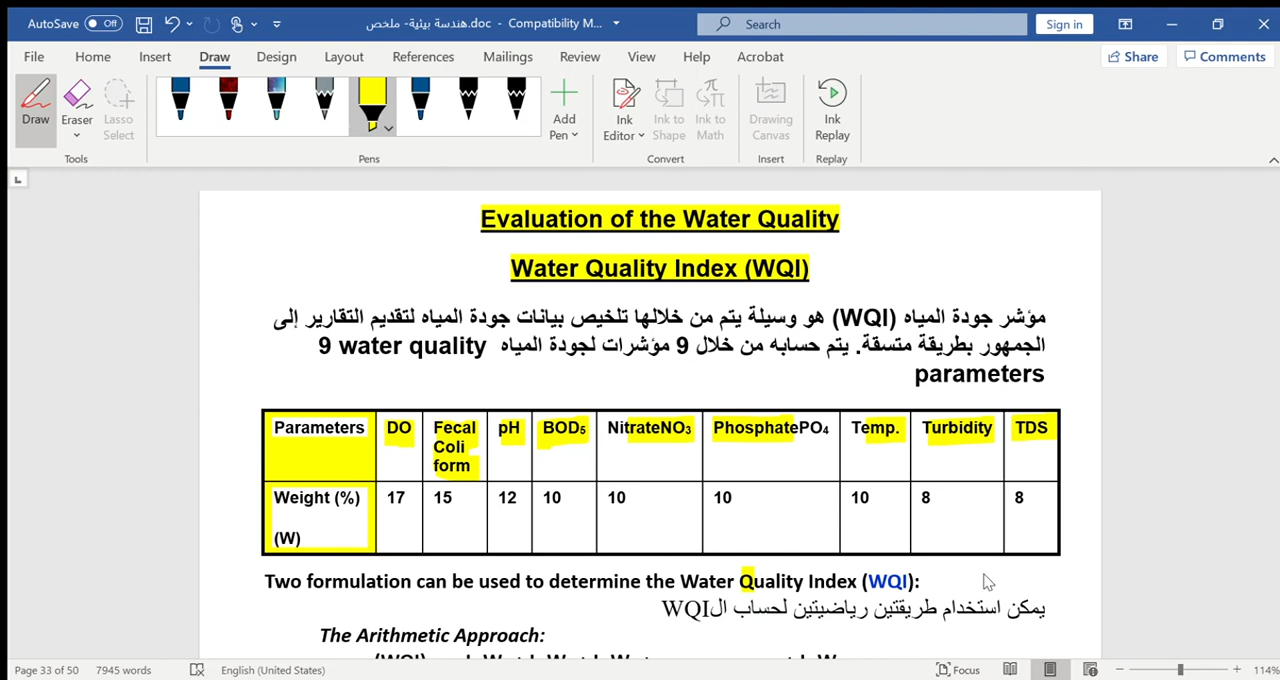 AutoSave Off هندسة بيئية- ملخص.doc - Compatibility M... Search Sign in
File Home Insert Draw Design Layout References Mailings Review View Help Acrobat Share Comments
Draw Eraser Lasso Select Add Pen Ink Editor Ink to Shape Ink to Math Drawing Canvas Ink Replay
Tools Pens Convert Insert Replay
Evaluation of the Water Quality
Water Quality Index (WQI)
مؤشر جودة المياه (WQI) هو وسيلة يتم من خلالها تلخيص بيانات جودة المياه لتقديم التقارير إلى
الجمهور بطريقة متسقة. يتم حسابه من خلال 9 مؤشرات لجودة المياه 9 water quality
parameters
Parameters DO Fecal Coli form pH BOD5 NitrateNO3 PhosphatePO4 Temp. Turbidity TDS
Weight (%) (W) 17 15 12 10 10 10 10 8 8
Two formulation can be used to determine the Water Quality Index (WQI):
يمكن استخدام طريقتين رياضيتين لحساب الWQI
The Arithmetic Approach:
Page 33 of 50 7945 words English (United States) Focus 114%